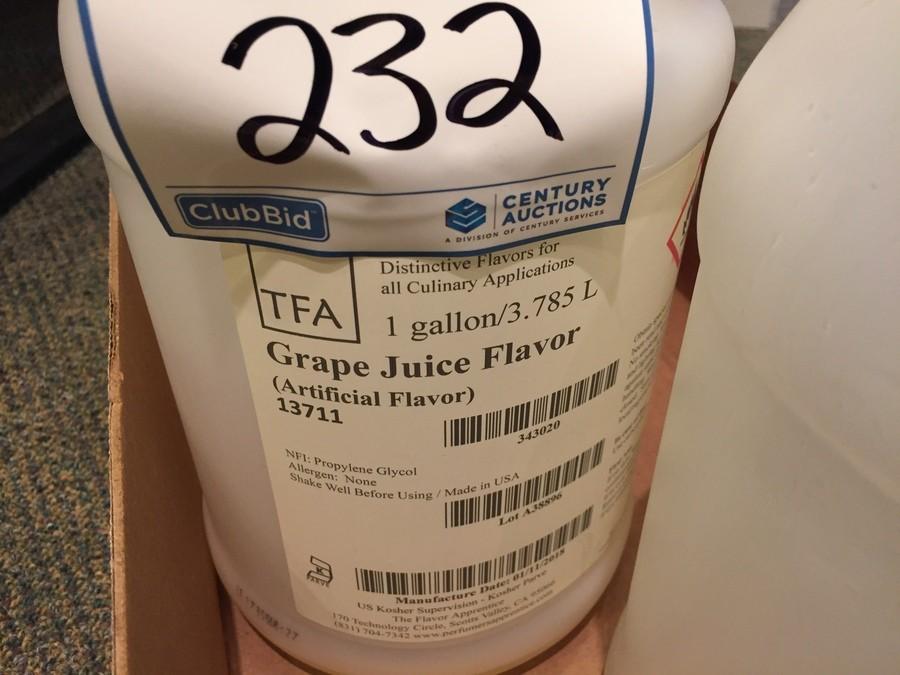 232
ClubBid
CENTURY
AUCTIONS
A DIVISION OF CENTURY SERVICES
Distinctive Flavors for
all Culinary Applications
TFA
1 gallon/3.785 L
Grape Juice Flavor
(Artificial Flavor)
13711
343020
NFI: Propylene Glycol
Allergen: None
Shake Well Before Using / Made in USA
Lot A38896
K
PARVE
Manufacture Date: 01/11/2018
US Kosher Supervision - Kosher Parve
The Flavor Apprentice
170 Technology Circle, Scotts Valley, CA 95066
(831) 704-7342 www.perfumersapprentice.com